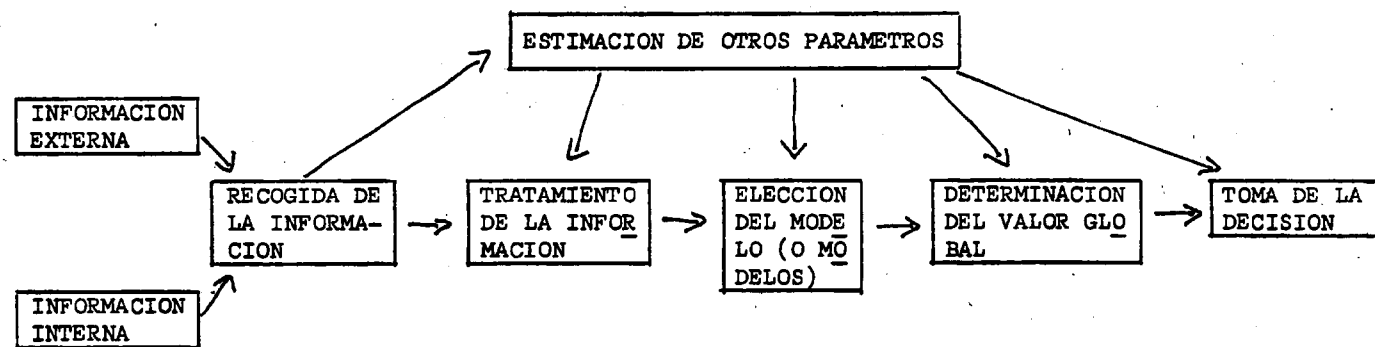 ESTIMACION DE OTROS PARAMETROS
INFORMACION
EXTERNA
RECOGIDA DE
LA INFORMA-
CION
TRATAMIENTO
DE LA INFOR
MACION
ELECCION
DEL MODE
LO (O MO
DELOS)
DETERMINACION
DEL VALOR GLO
BAL
TOMA DE LA
DECISION
INFORMACION
INTERNA